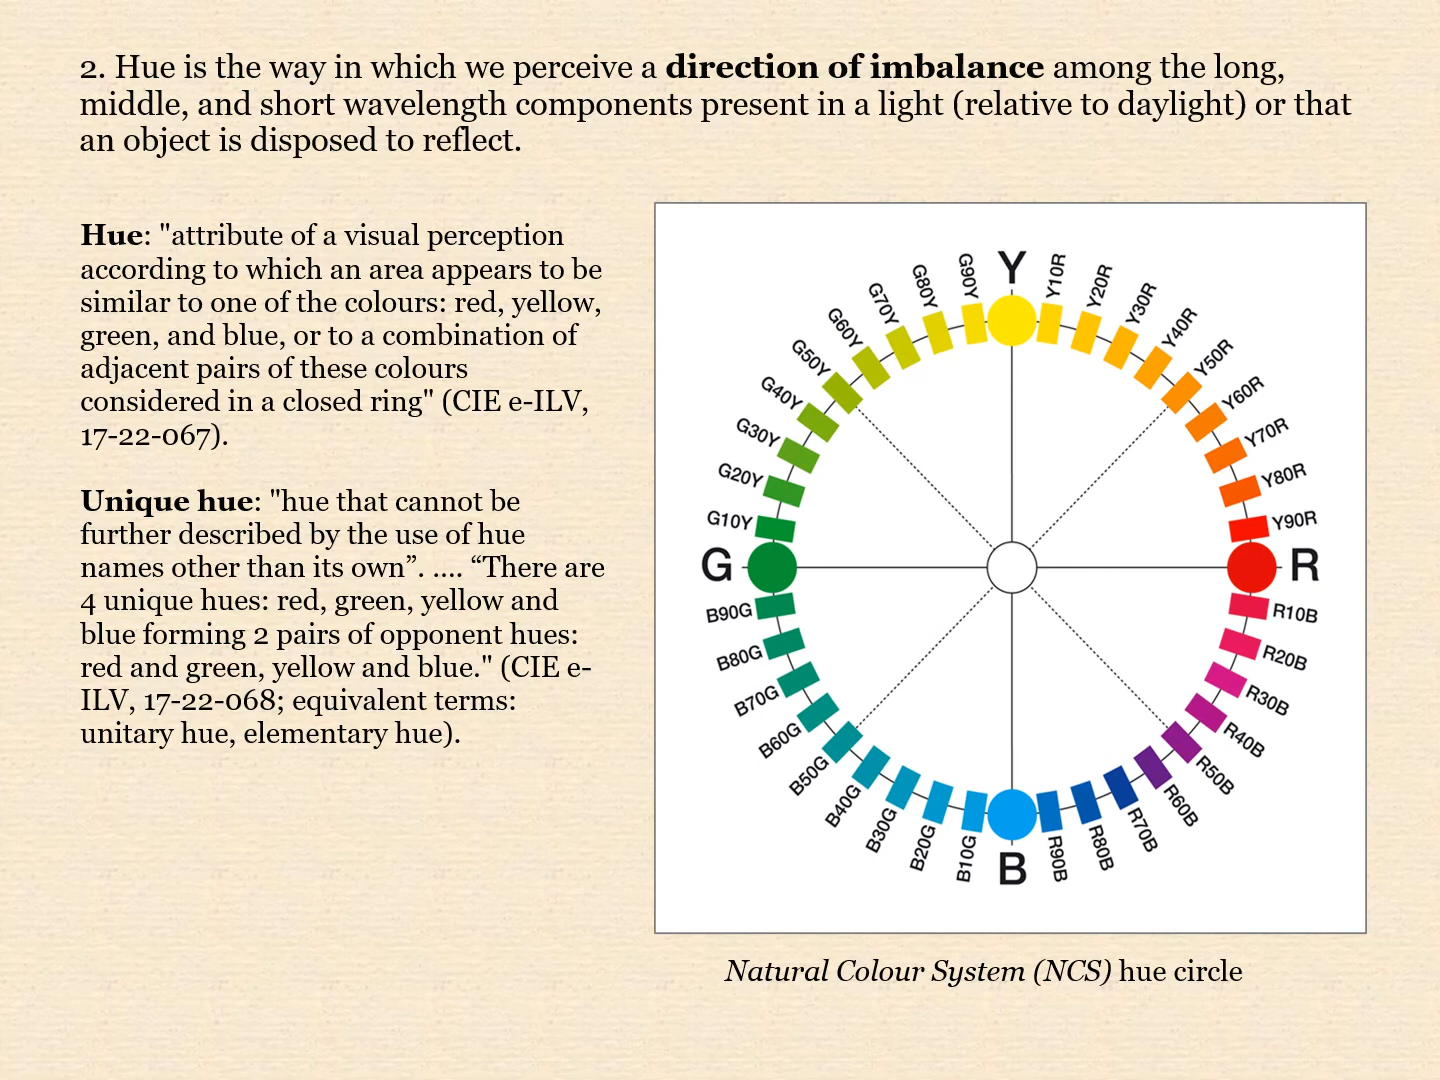 2. Hue is the way in which we perceive a direction of imbalance among the long,
middle, and short wavelength components present in a light (relative to daylight) or that
an object is disposed to reflect.
Hue: "attribute of a visual perception
according to which an area appears to be
similar to one of the colours: red, yellow,
green, and blue, or to a combination of
adjacent pairs of these colours
considered in a closed ring" (CIE e-ILV,
17-22-067).
Unique hue: "hue that cannot be
further described by the use of hue
names other than its own”. .... “There are
4 unique hues: red, green, yellow and
blue forming 2 pairs of opponent hues:
red and green, yellow and blue." (CIE e-
ILV, 17-22-068; equivalent terms:
unitary hue, elementary hue).
Y
Y10R
Y20R
Y30R
Y40R
Y50R
Y60R
Y70R
Y80R
Y90R
R
R10B
R20B
R30B
R40B
R50B
R60B
R70B
R80B
R90B
B
B10G
B20G
B30G
B40G
B50G
B60G
B70G
B80G
B90G
G
G10Y
G20Y
G30Y
G40Y
G50Y
G60Y
G70Y
G80Y
G90Y
Natural Colour System (NCS) hue circle